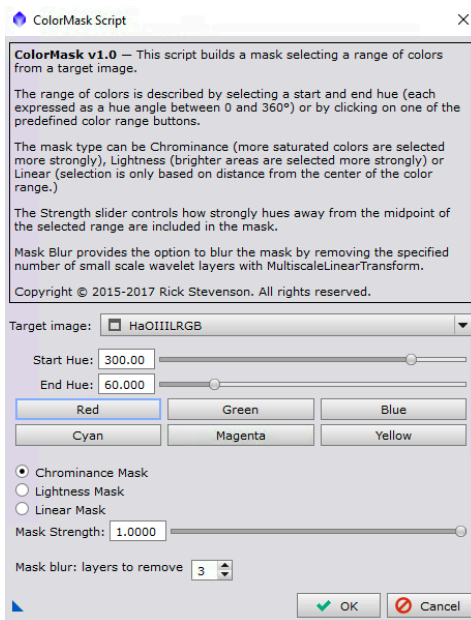 ColorMask Script
ColorMask v1.0 — This script builds a mask selecting a range of colors
from a target image.
The range of colors is described by selecting a start and end hue (each
expressed as a hue angle between 0 and 360°) or by clicking on one of the
predefined color range buttons.
The mask type can be Chrominance (more saturated colors are selected
more strongly), Lightness (brighter areas are selected more strongly) or
Linear (selection is only based on distance from the center of the color
range.)
The Strength slider controls how strongly hues away from the midpoint of
the selected range are included in the mask.
Mask Blur provides the option to blur the mask by removing the specified
number of small scale wavelet layers with MultiscaleLinearTransform.
Copyright © 2015-2017 Rick Stevenson. All rights reserved.
Target image: HaOIIILRGB
Start Hue: 300.00
End Hue: 60.000
Red Green Blue
Cyan Magenta Yellow
Chrominance Mask
Lightness Mask
Linear Mask
Mask Strength: 1.0000
Mask blur: layers to remove 3
OK Cancel